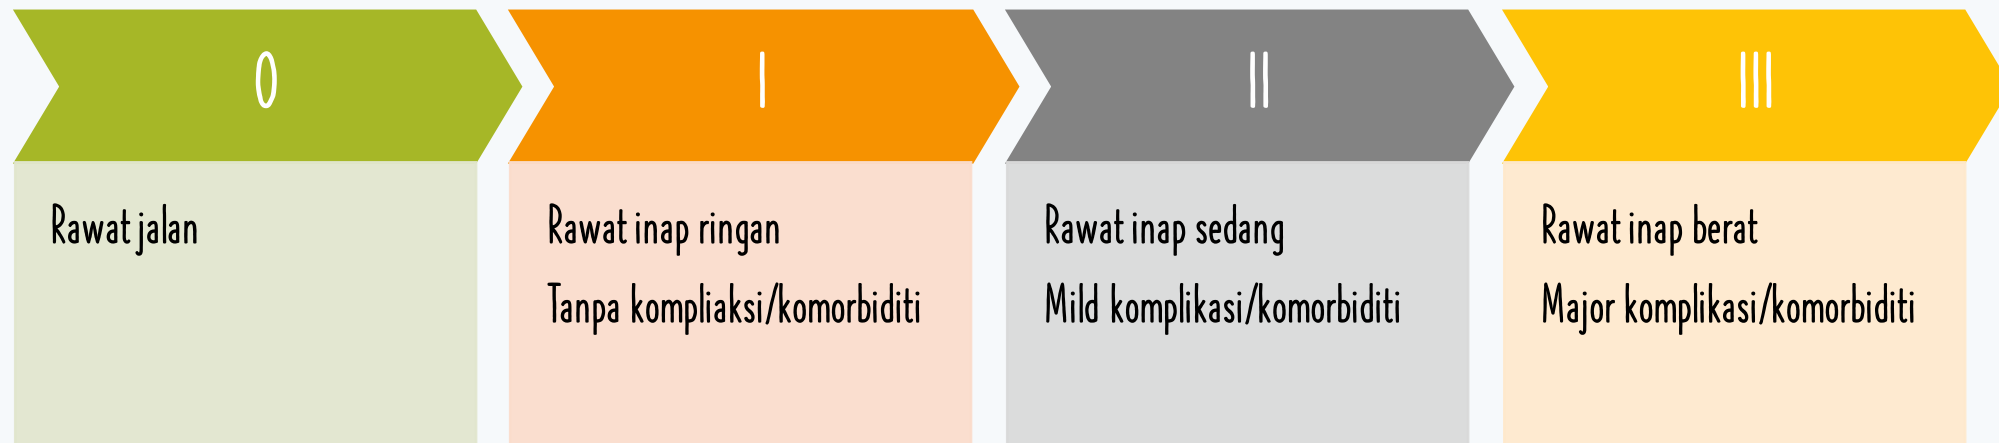 0
I
II
III
Rawat jalan
Rawat inap ringan
Tanpa kompliaksi/komorbiditi
Rawat inap sedang
Mild komplikasi/komorbiditi
Rawat inap berat
Major komplikasi/komorbiditi